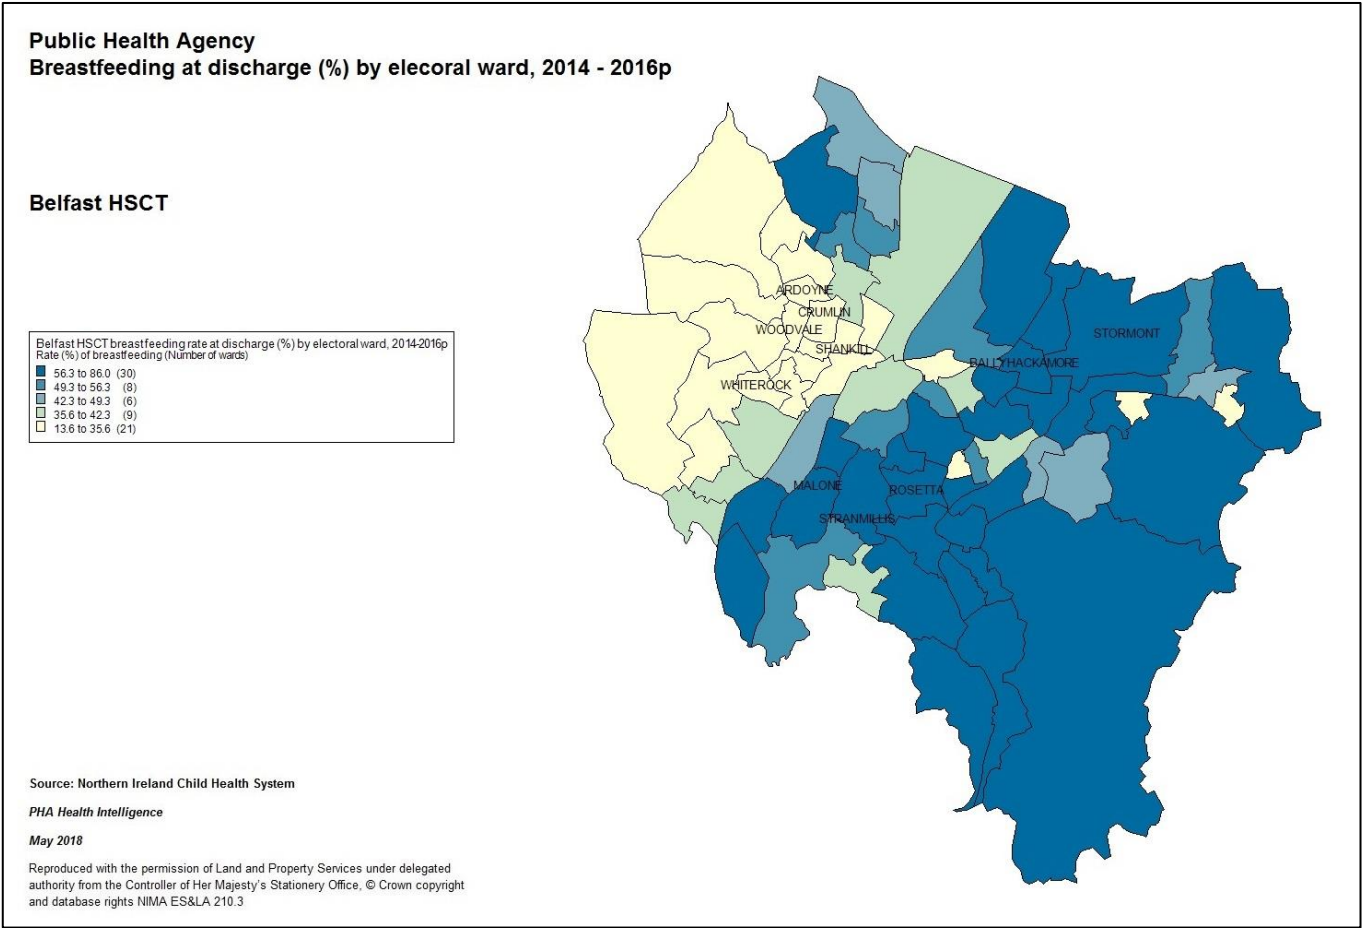 Public Health Agency
Breastfeeding at discharge (%) by elecoral ward, 2014 - 2016p
Belfast HSCT
Belfast HSCT breastfeeding rate at discharge (%) by electoral ward, 2014-2016p
Rate (%) of breastfeeding (Number of wards)
56.3 to 86.0 (30)
49.3 to 56.3 (8)
42.3 to 49.3 (6)
35.6 to 42.3 (9)
13.6 to 35.6 (21)
ARDOYNE
CRUMLIN
WOODVALE
STORMONT
SHANKILL
BALLYHACKAMORE
WHITEROCK
MALONE
ROSETTA
STRANMILLIS
Source: Northern Ireland Child Health System
PHA Health Intelligence
May 2018
Reproduced with the permission of Land and Property Services under delegated
authority from the Controller of Her Majesty's Stationery Office, © Crown copyright
and database rights NIMA ES&LA 210.3